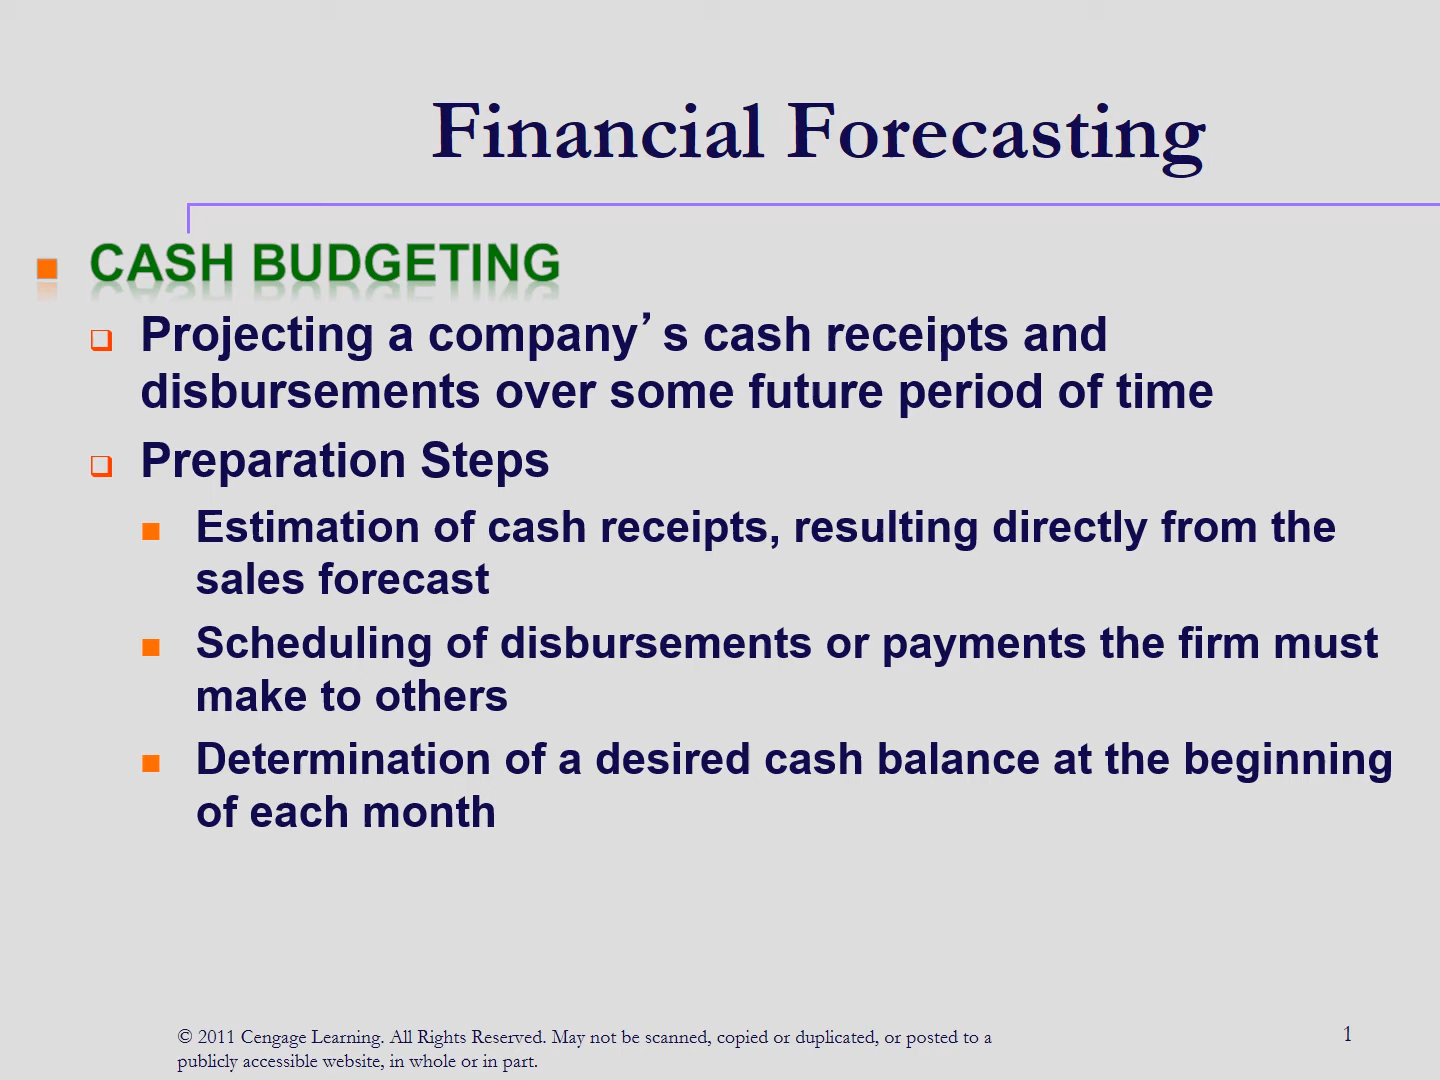 Financial Forecasting
CASH BUDGETING
Projecting a company’s cash receipts and
disbursements over some future period of time
Preparation Steps
Estimation of cash receipts, resulting directly from the
sales forecast
Scheduling of disbursements or payments the firm must
make to others
Determination of a desired cash balance at the beginning
of each month
© 2011 Cengage Learning. All Rights Reserved. May not be scanned, copied or duplicated, or posted to a
publicly accessible website, in whole or in part.
1